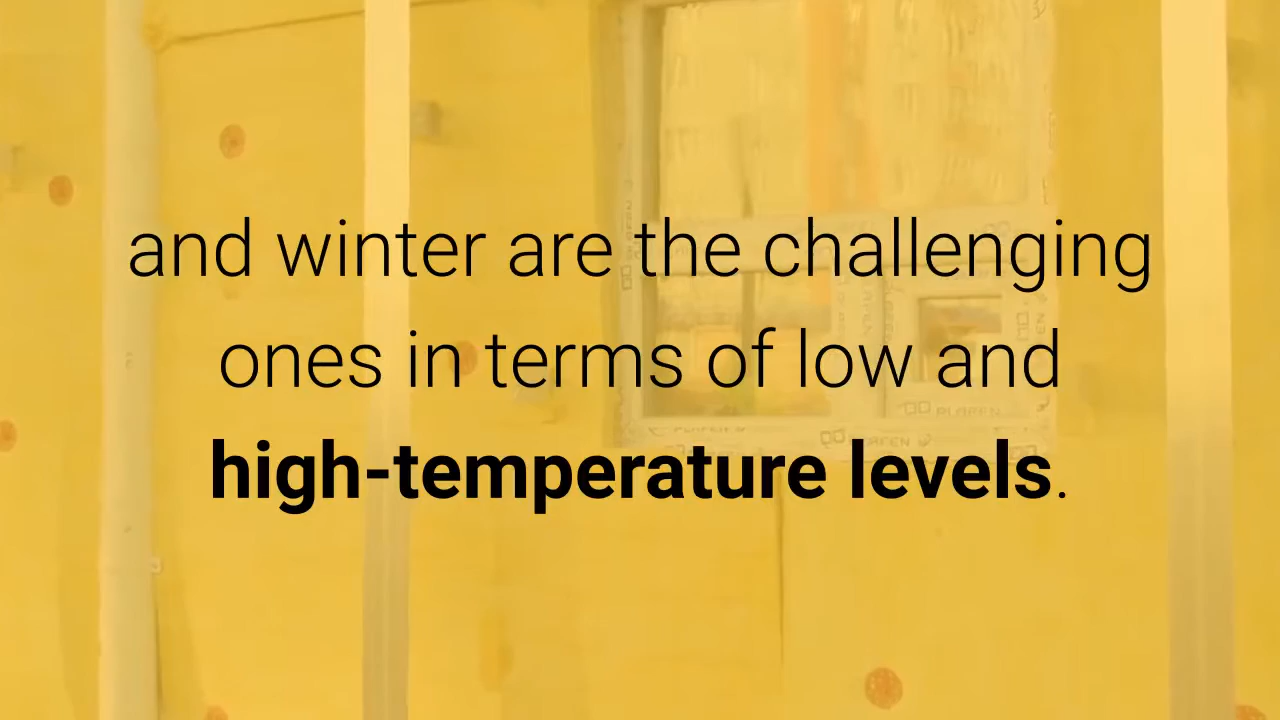 and winter are the challenging
ones in terms of low and
high-temperature levels.